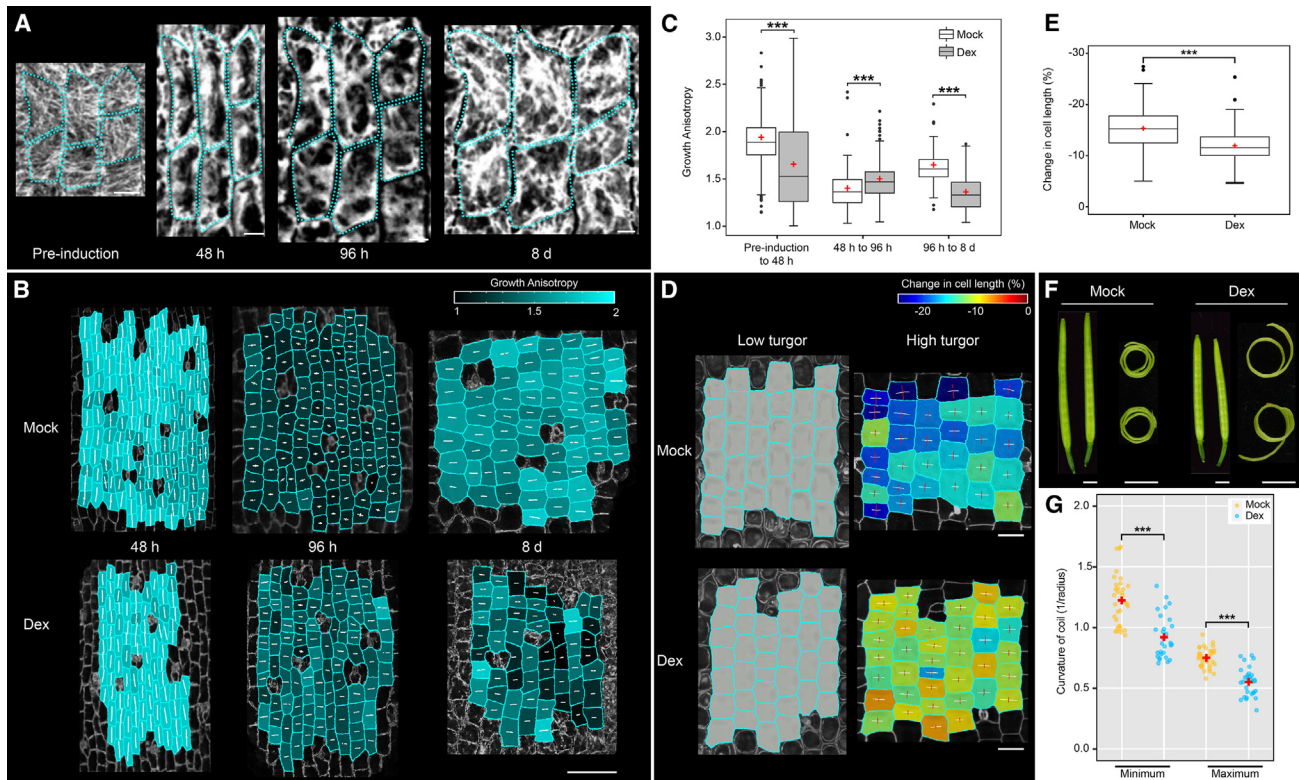 A
Pre-induction
48 h
96 h
8 d
B
Growth Anisotropy
1
1.5
2
Mock
48 h
96 h
8 d
Dex
C
Growth Anisotropy
3.0
2.5
2.0
1.5
1.0
***
***
***
Mock
Dex
Pre-induction
to 48 h
48 h to 96 h
96 h to 8 d
D
Change in cell length (%)
-20
-10
0
Low turgor
High turgor
Mock
Dex
E
Change in cell length (%)
-30
-20
-10
0
***
Mock
Dex
F
Mock
Dex
G
Curvature of coil (1/radius)
2.0
1.5
1.0
0.5
0.0
Mock
Dex
***
***
Minimum
Maximum